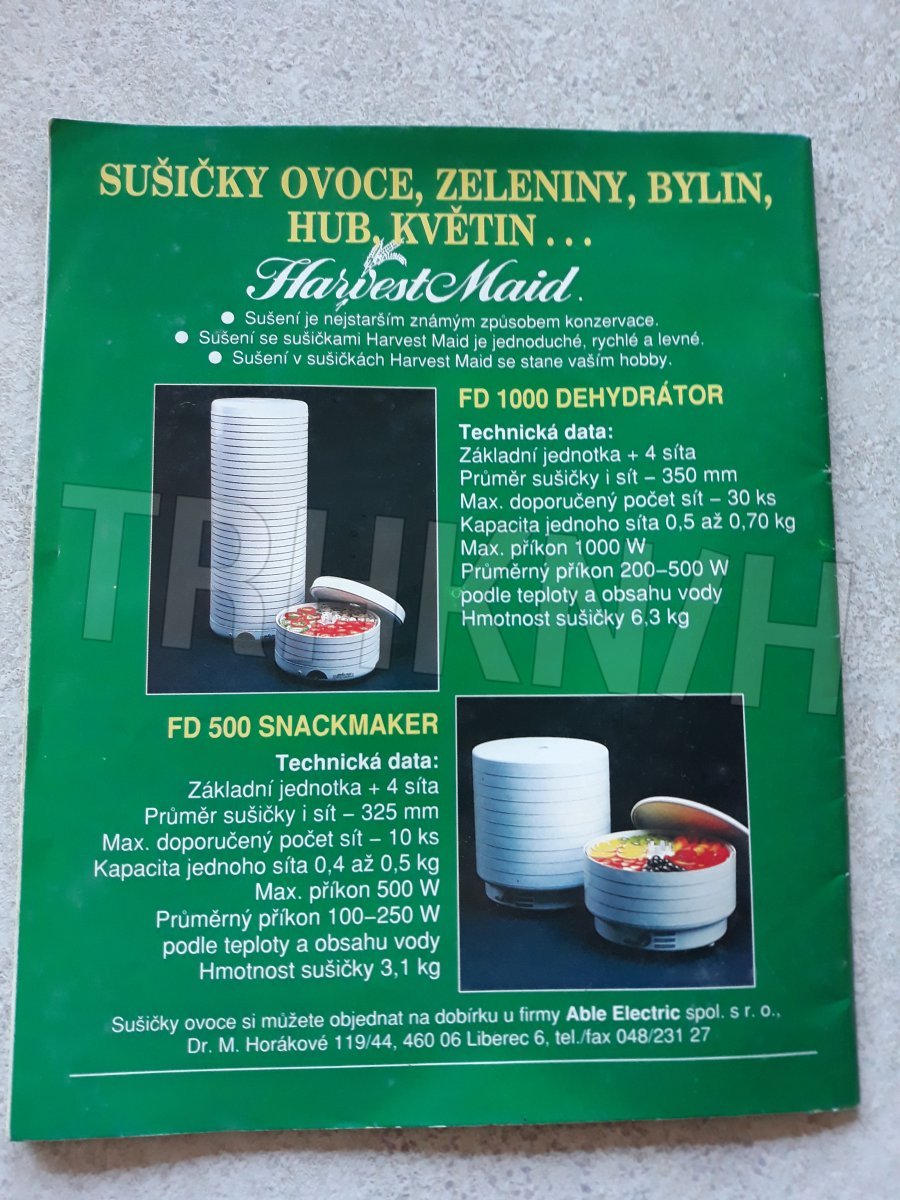 SUŠIČKY OVOCE, ZELENINY, BYLIN,
HUB, KVĚTIN . . .
Harvest Maid.
● Sušení je nejstarším známým způsobem konzervace.
● Sušení se sušičkami Harvest Maid je jednoduché, rychlé a levné.
● Sušení v sušičkách Harvest Maid se stane vaším hobby.
FD 1000 DEHYDRÁTOR
Technická data:
Základní jednotka + 4 síta
Průměr sušičky i sít – 350 mm
Max. doporučený počet sít – 30 ks
Kapacita jednoho síta 0,5 až 0,70 kg
Max. příkon 1000 W
Průměrný příkon 200–500 W
podle teploty a obsahu vody
Hmotnost sušičky 6,3 kg
TRHKNIH
FD 500 SNACKMAKER
Technická data:
Základní jednotka + 4 síta
Průměr sušičky i sít – 325 mm
Max. doporučený počet sít – 10 ks
Kapacita jednoho síta 0,4 až 0,5 kg
Max. příkon 500 W
Průměrný příkon 100–250 W
podle teploty a obsahu vody
Hmotnost sušičky 3,1 kg
Sušičky ovoce si můžete objednat na dobírku u firmy Able Electric spol. s r. o.,
Dr. M. Horákové 119/44, 460 06 Liberec 6, tel./fax 048/231 27